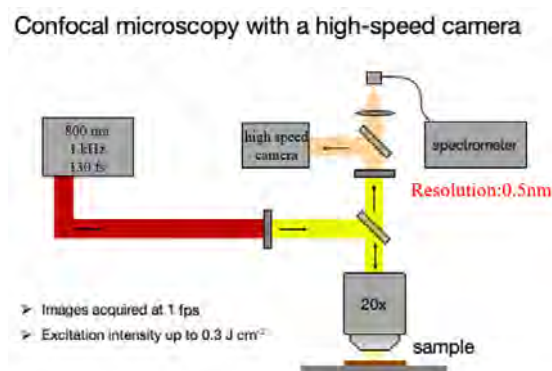 Confocal microscopy with a high-speed camera
800 nm
1 kHz
130 fs
high speed
camera
spectrometer
Resolution:0.5nm
20x
➢ Images acquired at 1 fps
➢ Excitation intensity up to 0.3 J cm⁻²
sample